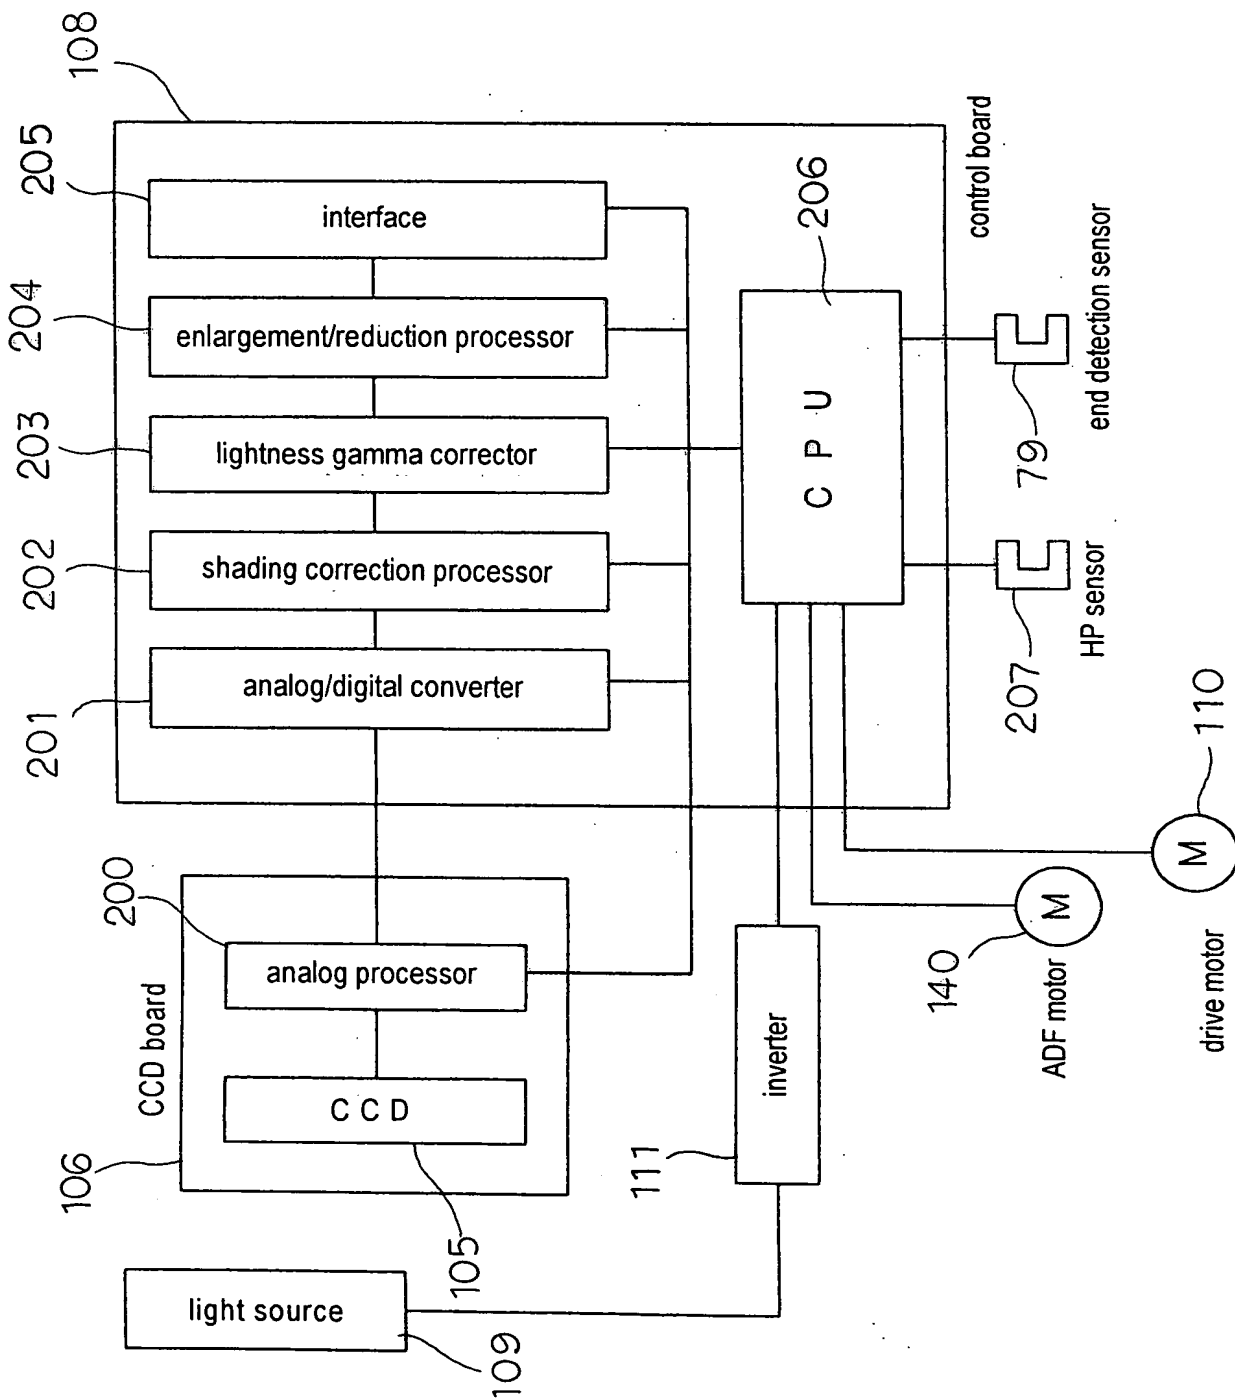 108
205
interface
204
enlargement/reduction processor
203
lightness gamma corrector
202
shading correction processor
201
analog/digital converter
206
CPU
control board
79
end detection sensor
207
HP sensor
200
analog processor
CCD board
CCD
106
105
light source
109
inverter
111
M
140
ADF motor
M
110
drive motor